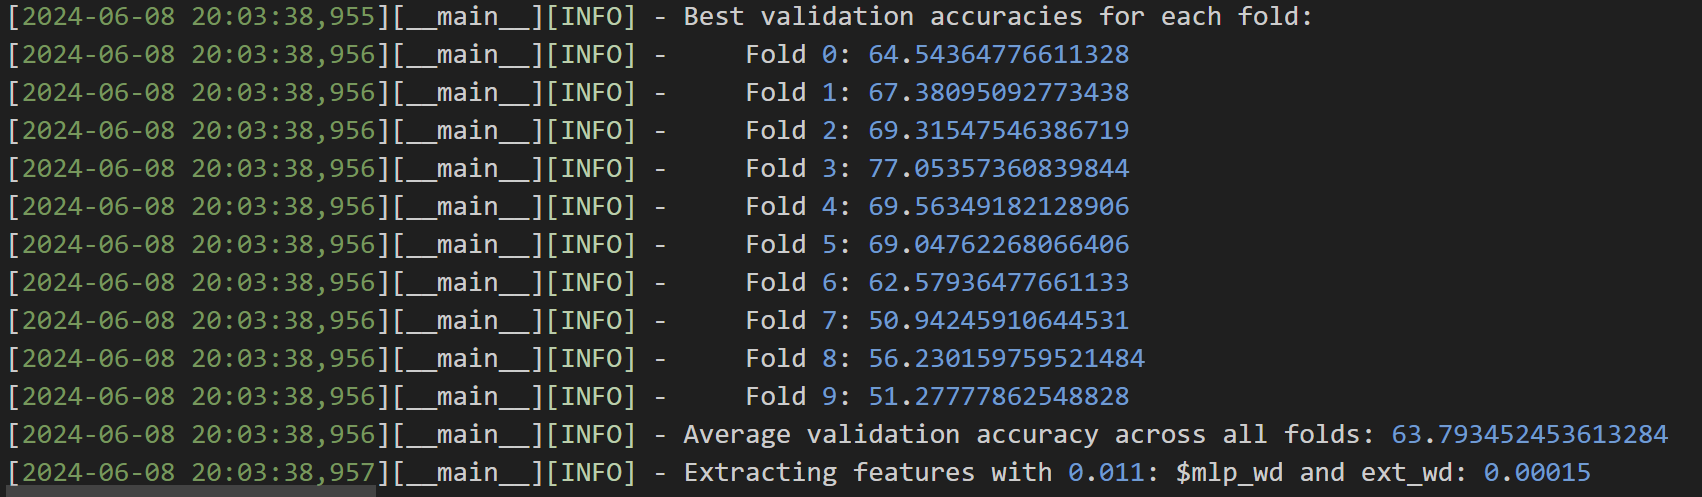 [2024-06-08 20:03:38,955][__main__][INFO] - Best validation accuracies for each fold:
[2024-06-08 20:03:38,956][__main__][INFO] -     Fold 0: 64.54364776611328
[2024-06-08 20:03:38,956][__main__][INFO] -     Fold 1: 67.38095092773438
[2024-06-08 20:03:38,956][__main__][INFO] -     Fold 2: 69.31547546386719
[2024-06-08 20:03:38,956][__main__][INFO] -     Fold 3: 77.05357360839844
[2024-06-08 20:03:38,956][__main__][INFO] -     Fold 4: 69.56349182128906
[2024-06-08 20:03:38,956][__main__][INFO] -     Fold 5: 69.04762268066406
[2024-06-08 20:03:38,956][__main__][INFO] -     Fold 6: 62.57936477661133
[2024-06-08 20:03:38,956][__main__][INFO] -     Fold 7: 50.94245910644531
[2024-06-08 20:03:38,956][__main__][INFO] -     Fold 8: 56.230159759521484
[2024-06-08 20:03:38,956][__main__][INFO] -     Fold 9: 51.27777862548828
[2024-06-08 20:03:38,956][__main__][INFO] - Average validation accuracy across all folds: 63.793452453613284
[2024-06-08 20:03:38,957][__main__][INFO] - Extracting features with 0.011: $mlp_wd and ext_wd: 0.00015